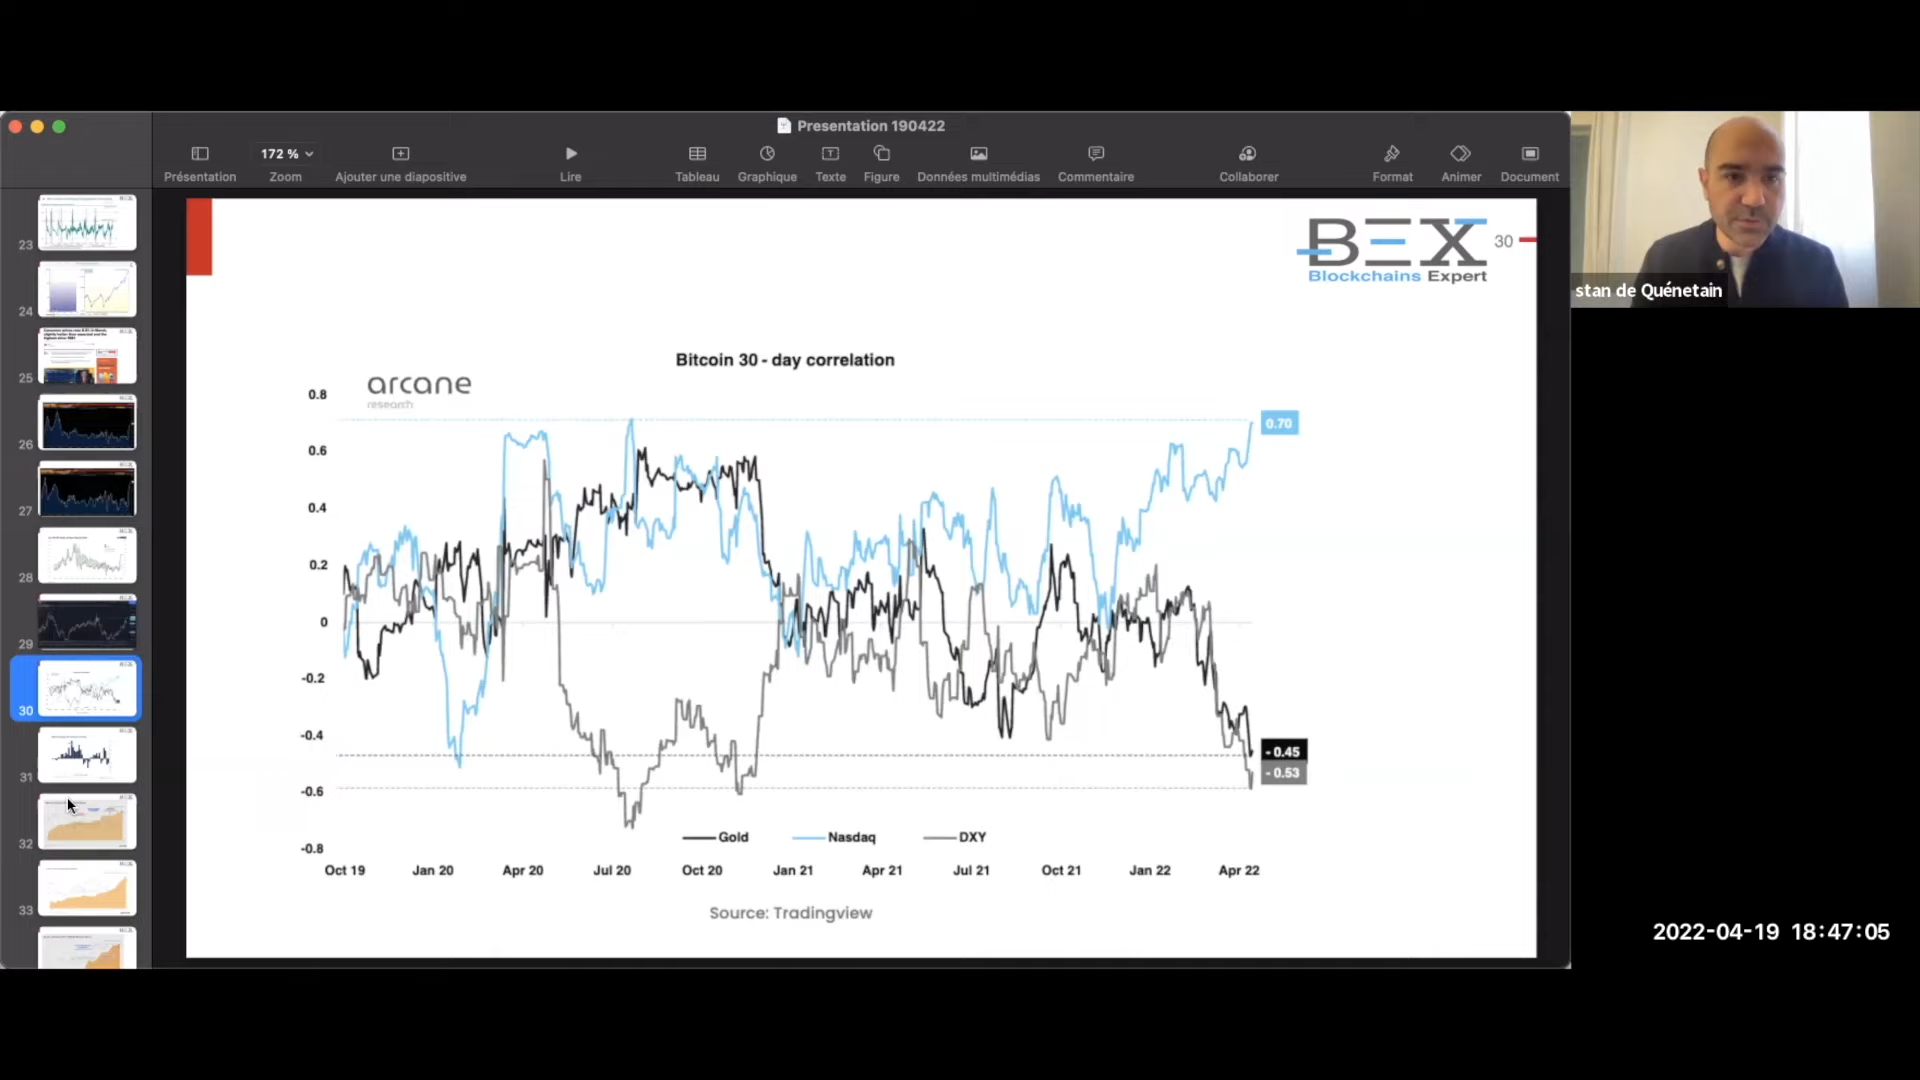 Presentation 190422
172 %
Présentation
Zoom
Ajouter une diapositive
Lire
Tableau
Graphique
Texte
Figure
Données multimédias
Commentaire
Collaborer
Format
Animer
Document
23
24
25
26
27
28
29
30
31
32
33
BEX
Blockchains Expert
30
stan de Quénetain
Bitcoin 30 - day correlation
arcane
research
0.8
0.6
0.4
0.2
0
-0.2
-0.4
-0.6
-0.8
0.70
- 0.45
- 0.53
Gold
Nasdaq
DXY
Oct 19
Jan 20
Apr 20
Jul 20
Oct 20
Jan 21
Apr 21
Jul 21
Oct 21
Jan 22
Apr 22
Source: Tradingview
2022-04-19 18:47:05